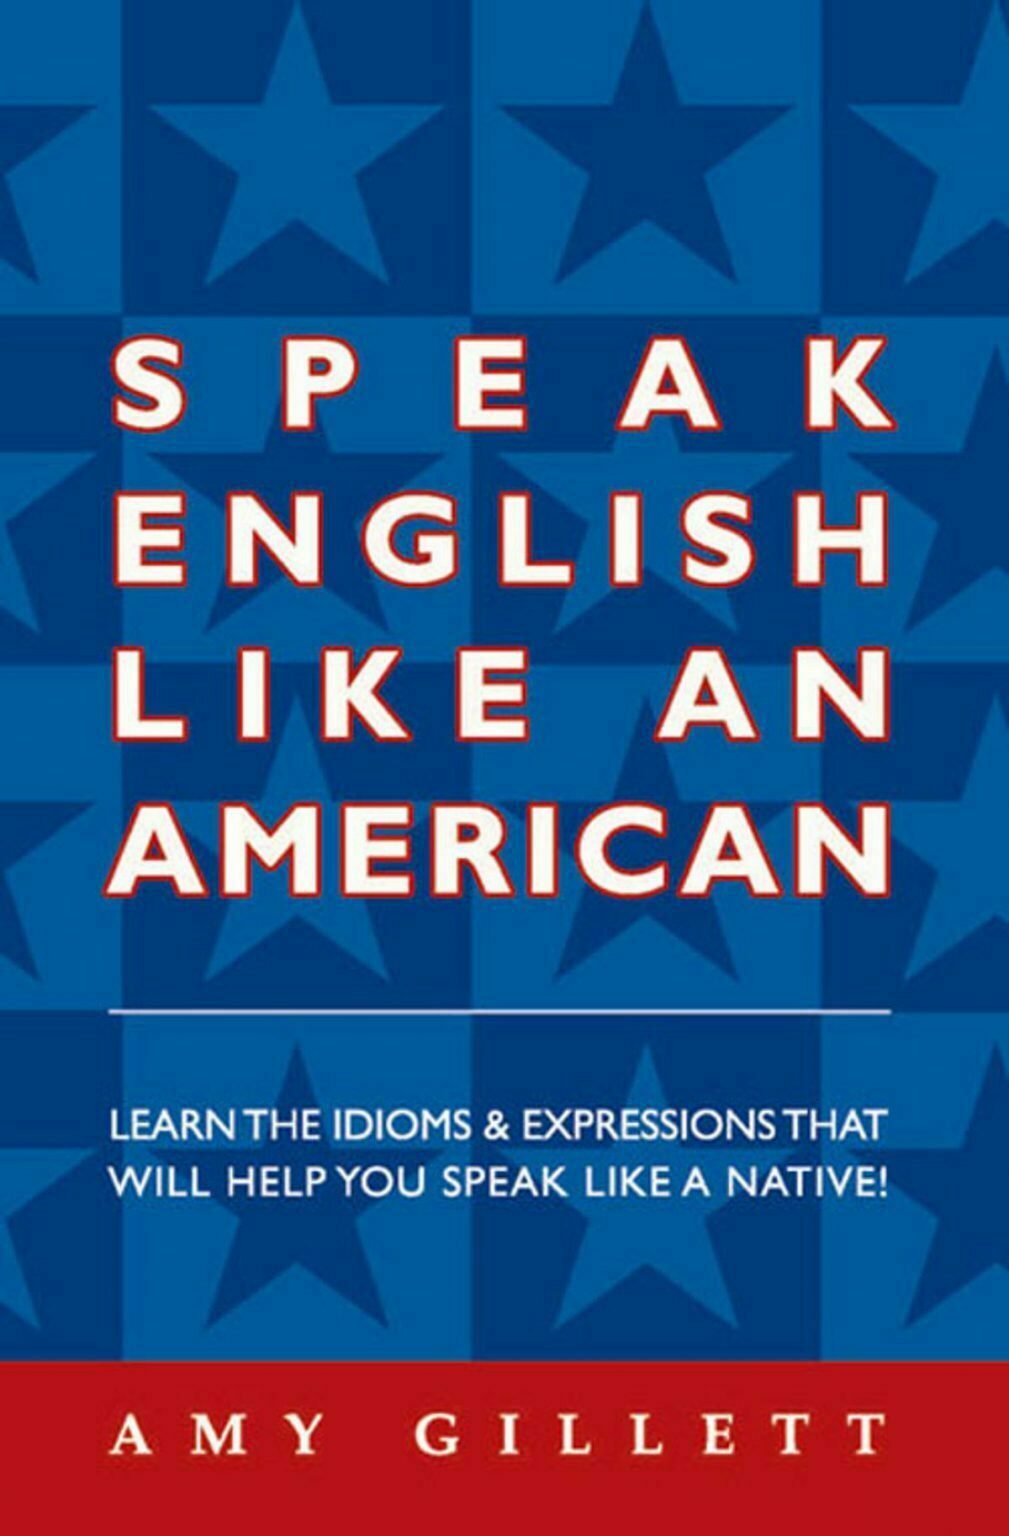 SPEAK
ENGLISH
LIKE AN
AMERICAN
LEARN THE IDIOMS & EXPRESSIONS THAT
WILL HELP YOU SPEAK LIKE A NATIVE!
AMY GILLETT